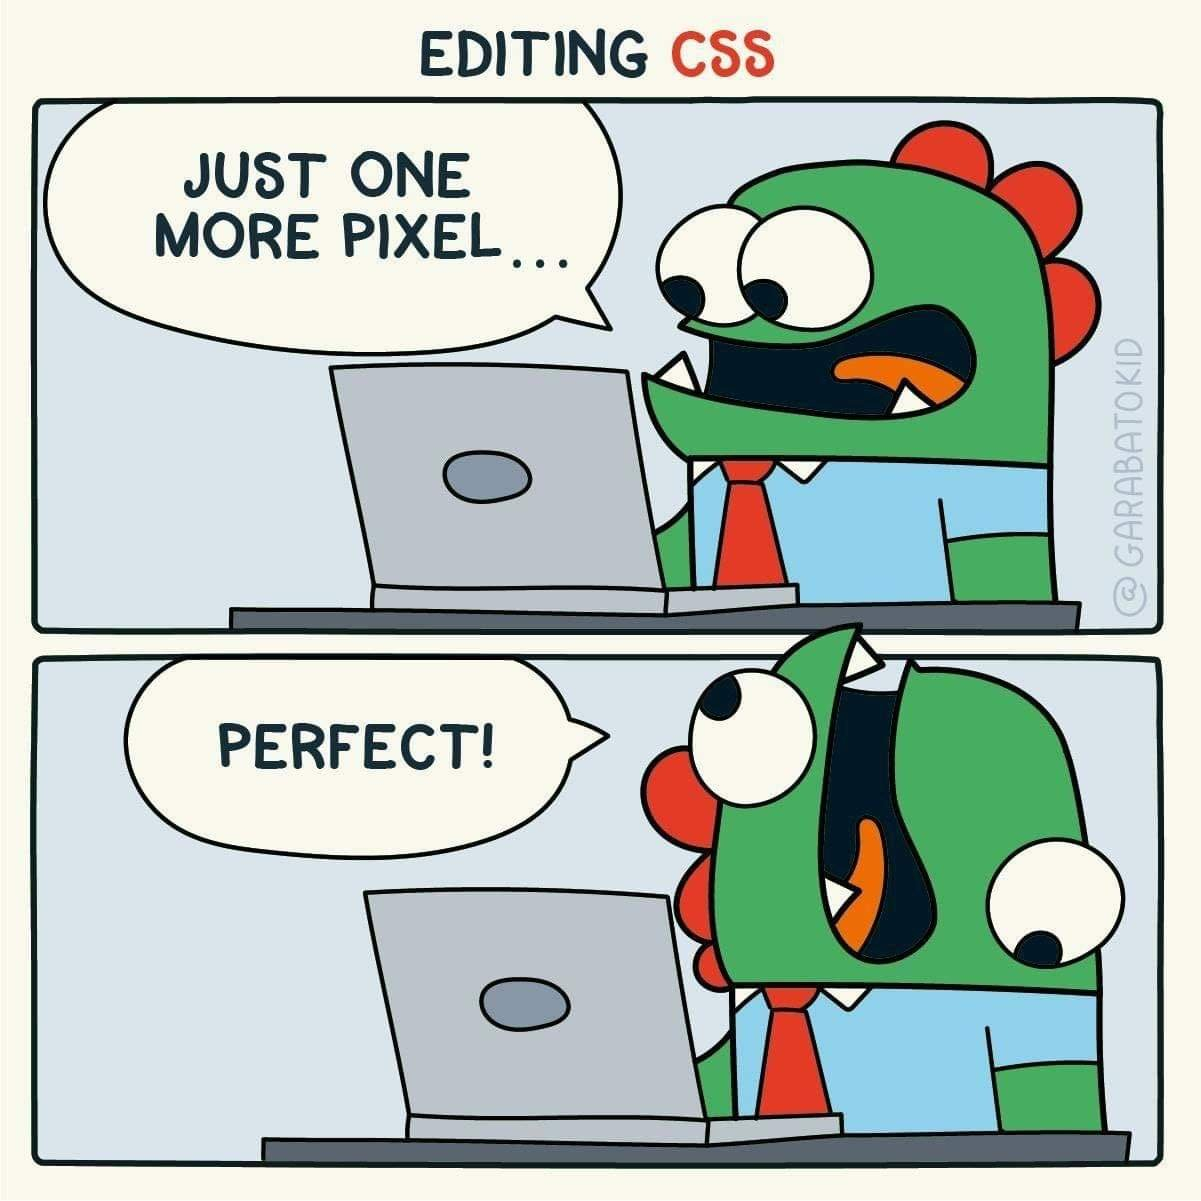 EDITING CSS
JUST ONE
MORE PIXEL...
@GARABATOKID
PERFECT!